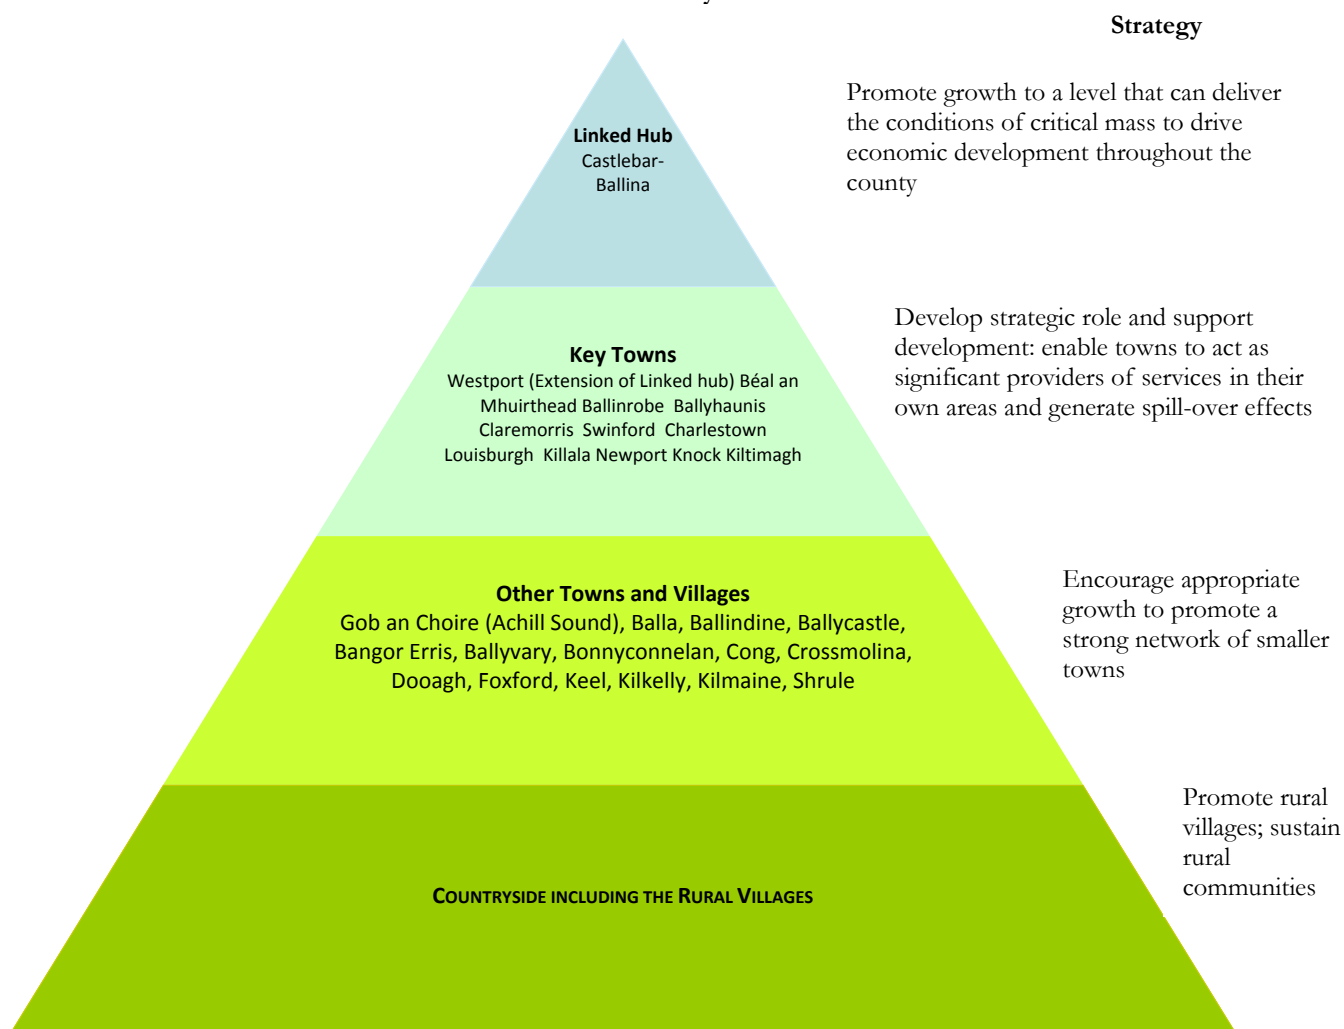 Strategy
Linked Hub
Castlebar-
Ballina
Promote growth to a level that can deliver
the conditions of critical mass to drive
economic development throughout the
county
Key Towns
Westport (Extension of Linked hub) Béal an
Mhuirthead Ballinrobe Ballyhaunis
Claremorris Swinford Charlestown
Louisburgh Killala Newport Knock Kiltimagh
Develop strategic role and support
development: enable towns to act as
significant providers of services in their
own areas and generate spill-over effects
Other Towns and Villages
Gob an Choire (Achill Sound), Balla, Ballindine, Ballycastle,
Bangor Erris, Ballyvary, Bonnyconnelan, Cong, Crossmolina,
Dooagh, Foxford, Keel, Kilkelly, Kilmaine, Shrule
Encourage appropriate
growth to promote a
strong network of smaller
towns
COUNTRYSIDE INCLUDING THE RURAL VILLAGES
Promote rural
villages; sustain
rural
communities